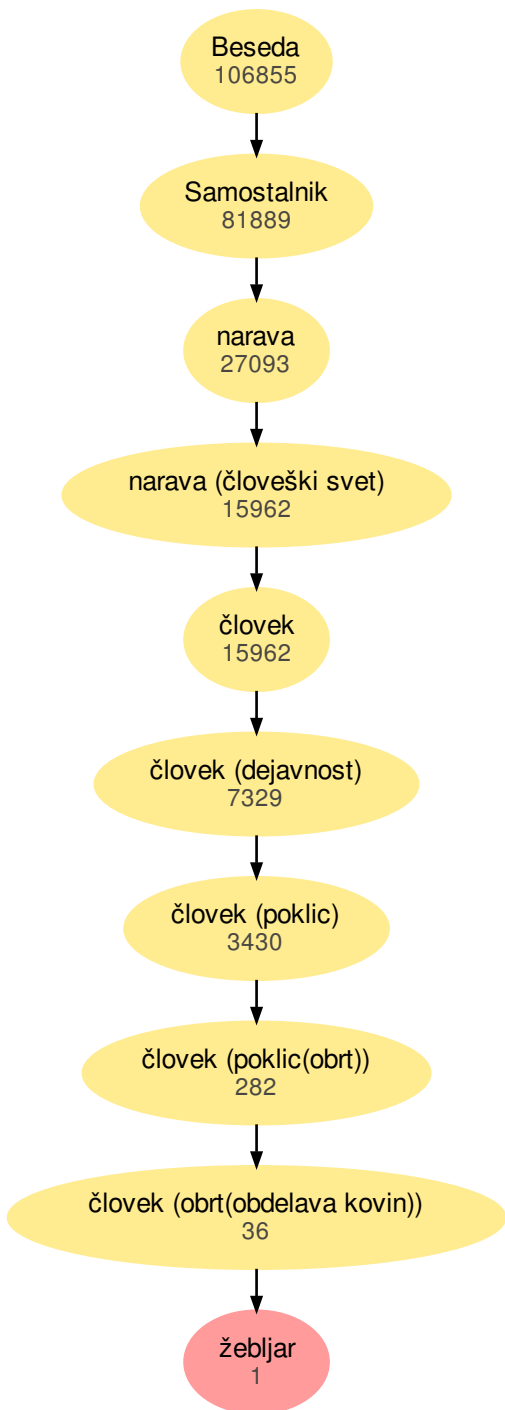 Beseda
106855
Samostalnik
81889
narava
27093
narava (človeški svet)
15962
človek
15962
človek (dejavnost)
7329
človek (poklic)
3430
človek (poklic(obrt))
282
človek (obrt(obdelava kovin))
36
žebljar
1